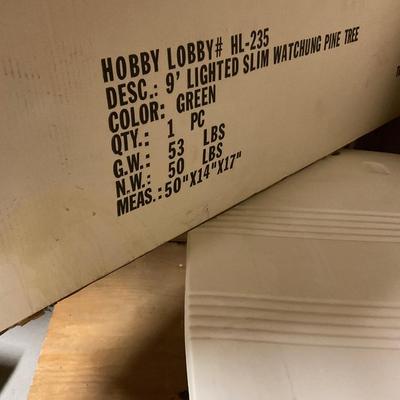 HOBBY LOBBY# HL-235
DESC.: 9' LIGHTED SLIM WATCHUNG PINE TREE
COLOR: GREEN
QTY.: 1 PC
G.W.: 53 LBS
N.W.: 50 LBS
MEAS.: 50"X14"X17"